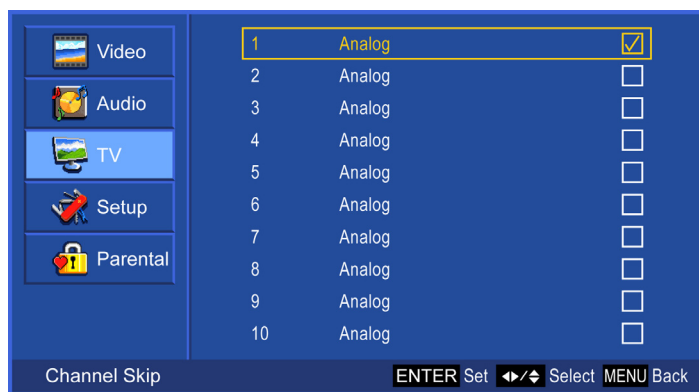 Video
Audio
TV
Setup
Parental
1 Analog
2 Analog
3 Analog
4 Analog
5 Analog
6 Analog
7 Analog
8 Analog
9 Analog
10 Analog
Channel Skip
ENTER Set Select MENU Back